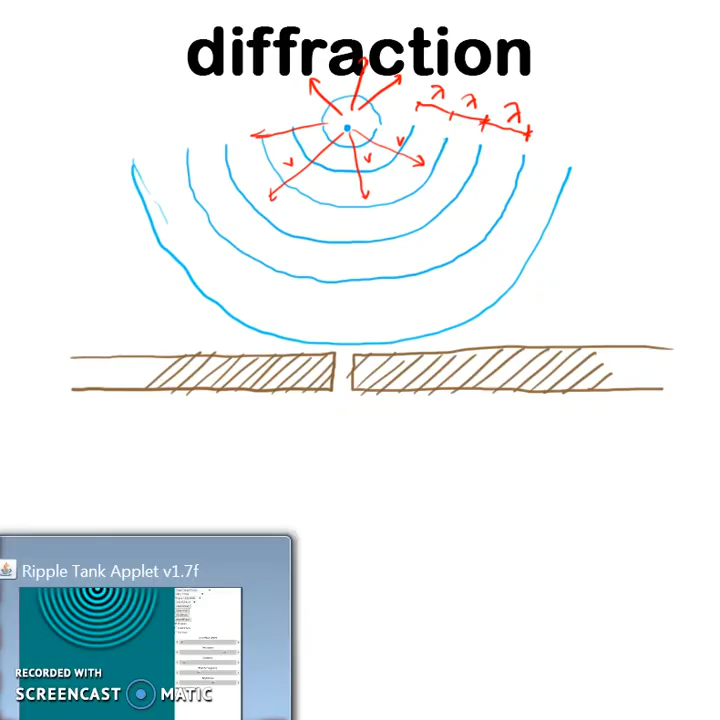 diffraction
λ λ λ
v v v
Ripple Tank Applet v1.7f
RECORDED WITH
SCREENCAST MATIC